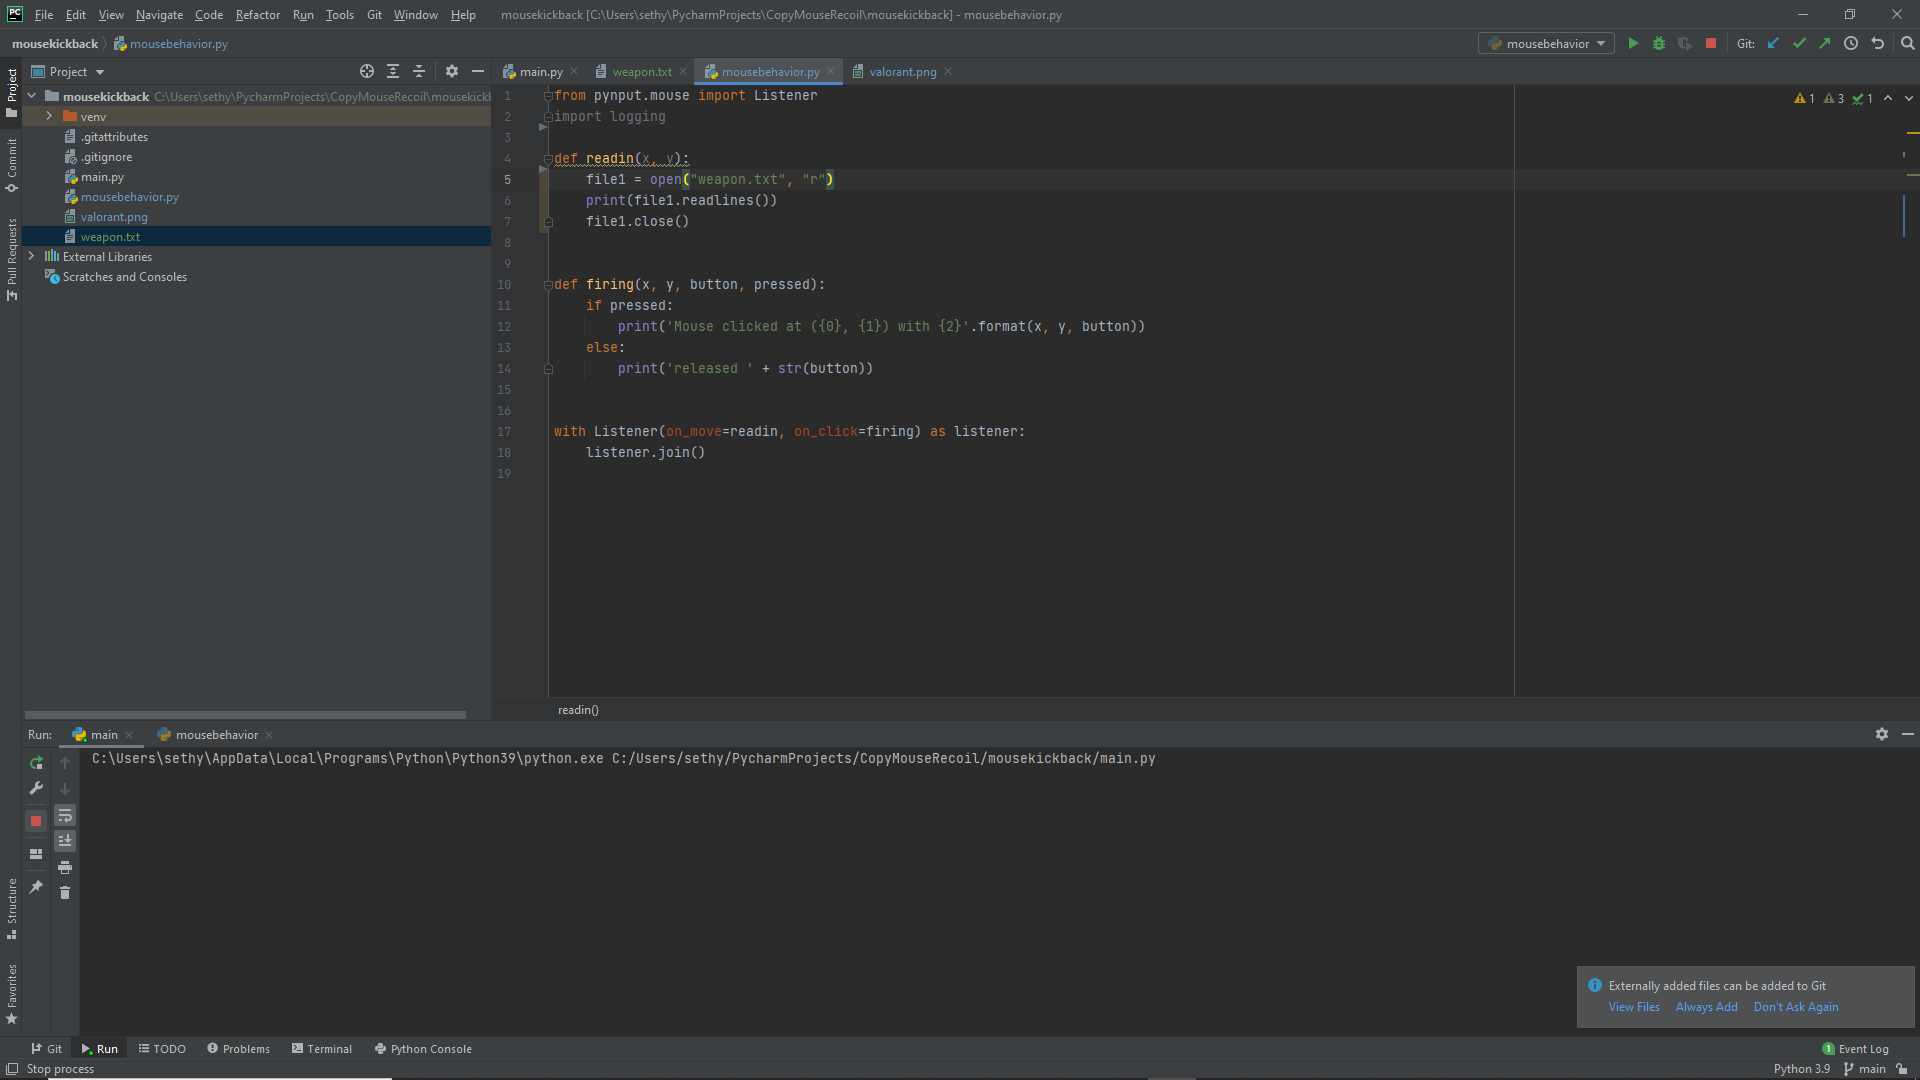 PC File Edit View Navigate Code Refactor Run Tools Git Window Help mousekickback [C:\Users\sethy\PycharmProjects\CopyMouseRecoil\mousekickback] - mousebehavior.py
mousekickback mousebehavior.py mousebehavior Git:
Project main.py weapon.txt mousebehavior.py valorant.png
Project
Commit
Pull Requests
mousekickback C:\Users\sethy\PycharmProjects\CopyMouseRecoil\mousekickb
venv
.gitattributes
.gitignore
main.py
mousebehavior.py
valorant.png
weapon.txt
External Libraries
Scratches and Consoles
1 from pynput.mouse import Listener
2 import logging
3
4 def readin(x, y):
5 file1 = open("weapon.txt", "r")
6 print(file1.readlines())
7 file1.close()
8
9
10 def firing(x, y, button, pressed):
11 if pressed:
12 print('Mouse clicked at ({0}, {1}) with {2}'.format(x, y, button))
13 else:
14 print('released ' + str(button))
15
16
17 with Listener(on_move=readin, on_click=firing) as listener:
18 listener.join()
19
1 3 1
readin()
Run: main mousebehavior
C:\Users\sethy\AppData\Local\Programs\Python\Python39\python.exe C:/Users/sethy/PycharmProjects/CopyMouseRecoil/mousekickback/main.py
Structure
Favorites
Externally added files can be added to Git
View Files Always Add Don't Ask Again
Git Run TODO Problems Terminal Python Console 1 Event Log
Stop process Python 3.9 main